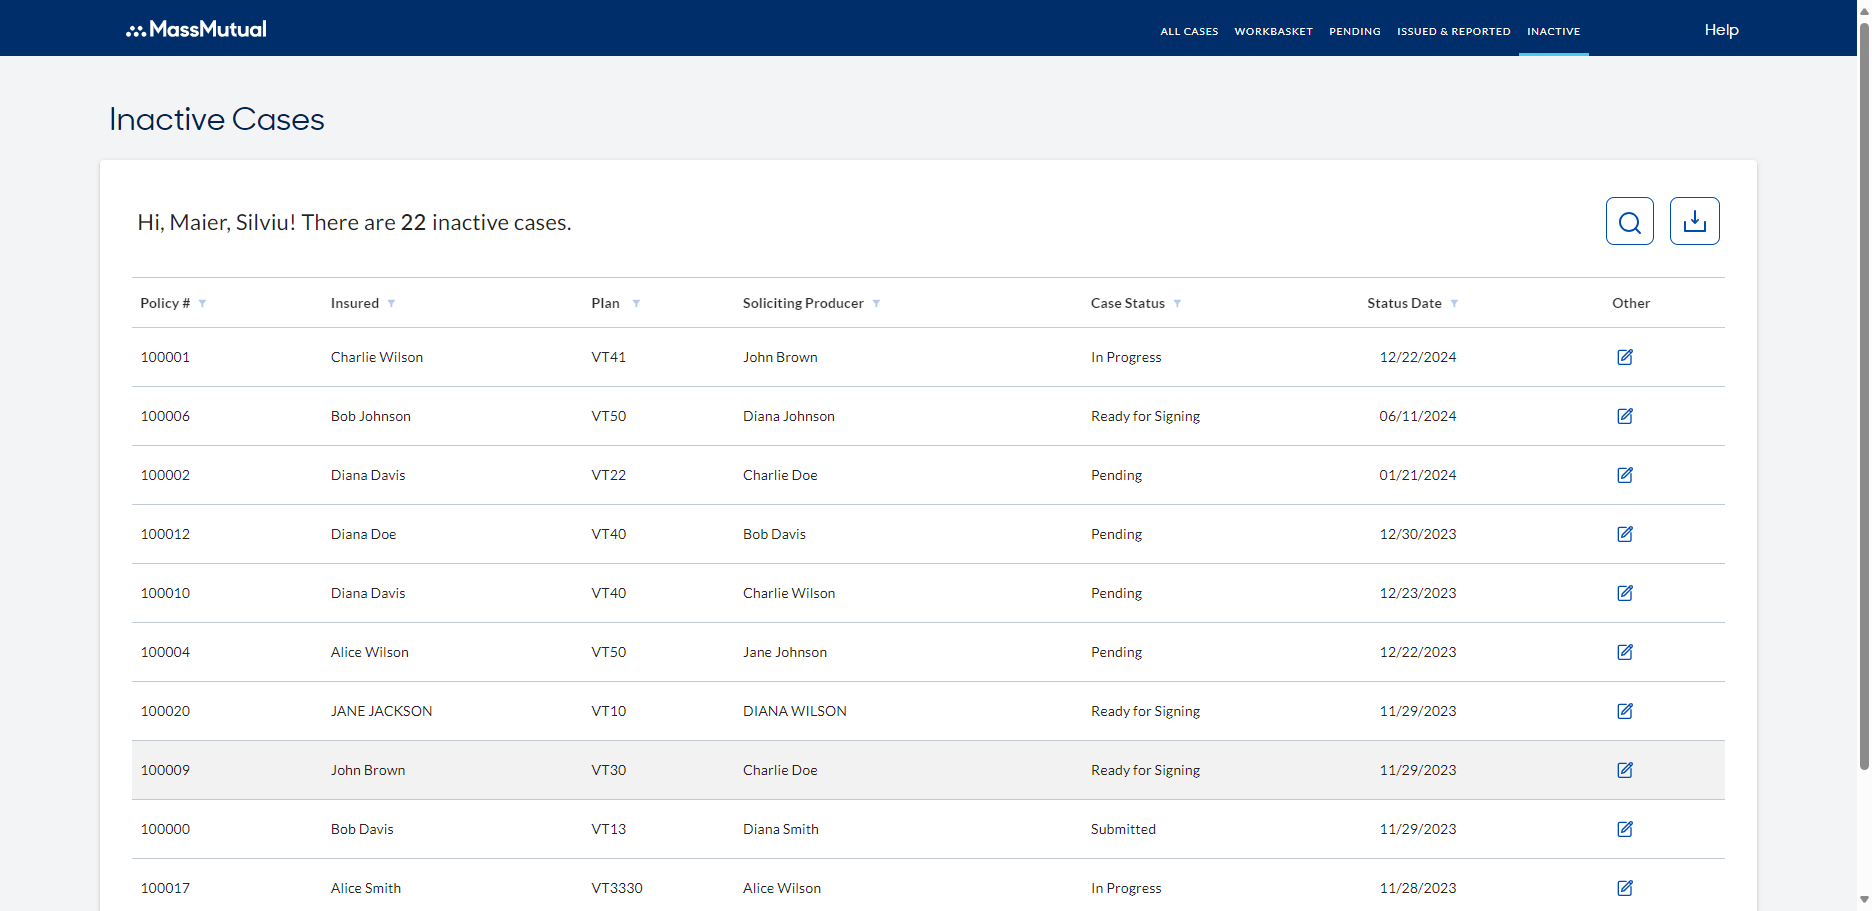 MassMutual
ALL CASES WORKBASKET PENDING ISSUED & REPORTED INACTIVE Help
Inactive Cases
Hi, Maier, Silviu! There are 22 inactive cases.
Policy # Insured Plan Soliciting Producer Case Status Status Date Other
100001 Charlie Wilson VT41 John Brown In Progress 12/22/2024
100006 Bob Johnson VT50 Diana Johnson Ready for Signing 06/11/2024
100002 Diana Davis VT22 Charlie Doe Pending 01/21/2024
100012 Diana Doe VT40 Bob Davis Pending 12/30/2023
100010 Diana Davis VT40 Charlie Wilson Pending 12/23/2023
100004 Alice Wilson VT50 Jane Johnson Pending 12/22/2023
100020 JANE JACKSON VT10 DIANA WILSON Ready for Signing 11/29/2023
100009 John Brown VT30 Charlie Doe Ready for Signing 11/29/2023
100000 Bob Davis VT13 Diana Smith Submitted 11/29/2023
100017 Alice Smith VT3330 Alice Wilson In Progress 11/28/2023